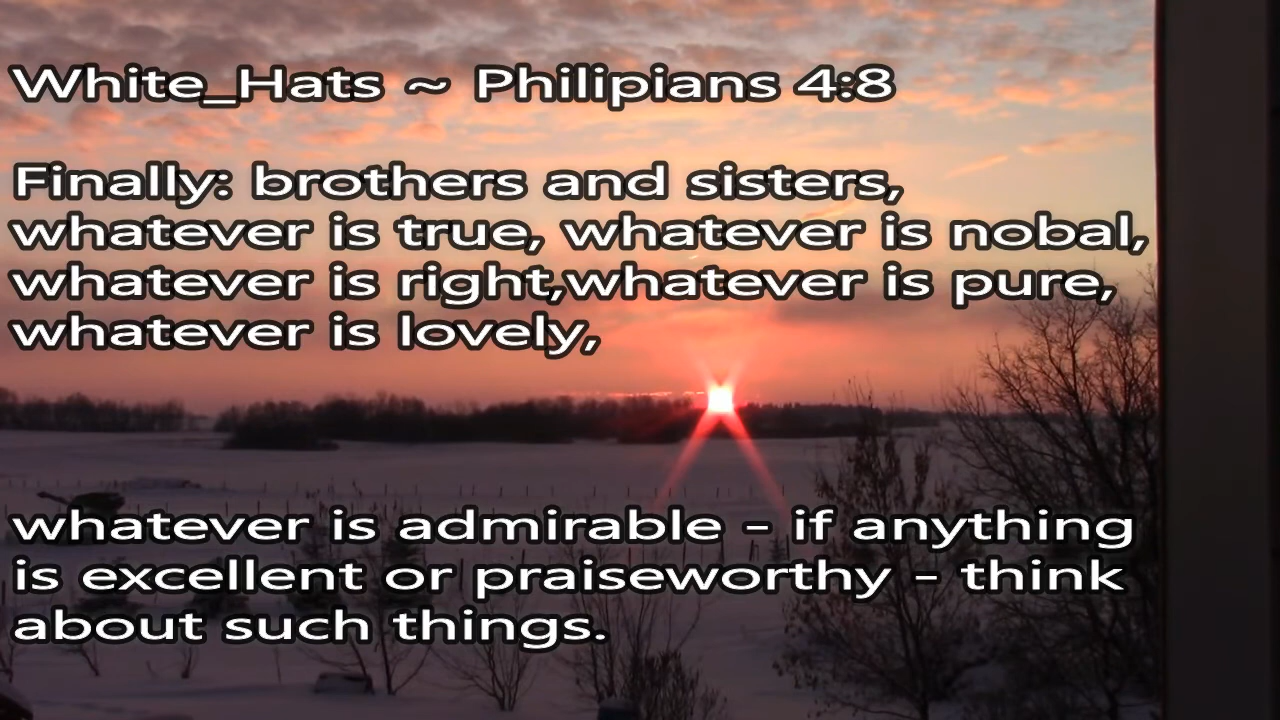 White_Hats ~ Philipians 4:8
Finally: brothers and sisters,
whatever is true, whatever is nobal,
whatever is right,whatever is pure,
whatever is lovely,
whatever is admirable – if anything
is excellent or praiseworthy – think
about such things.